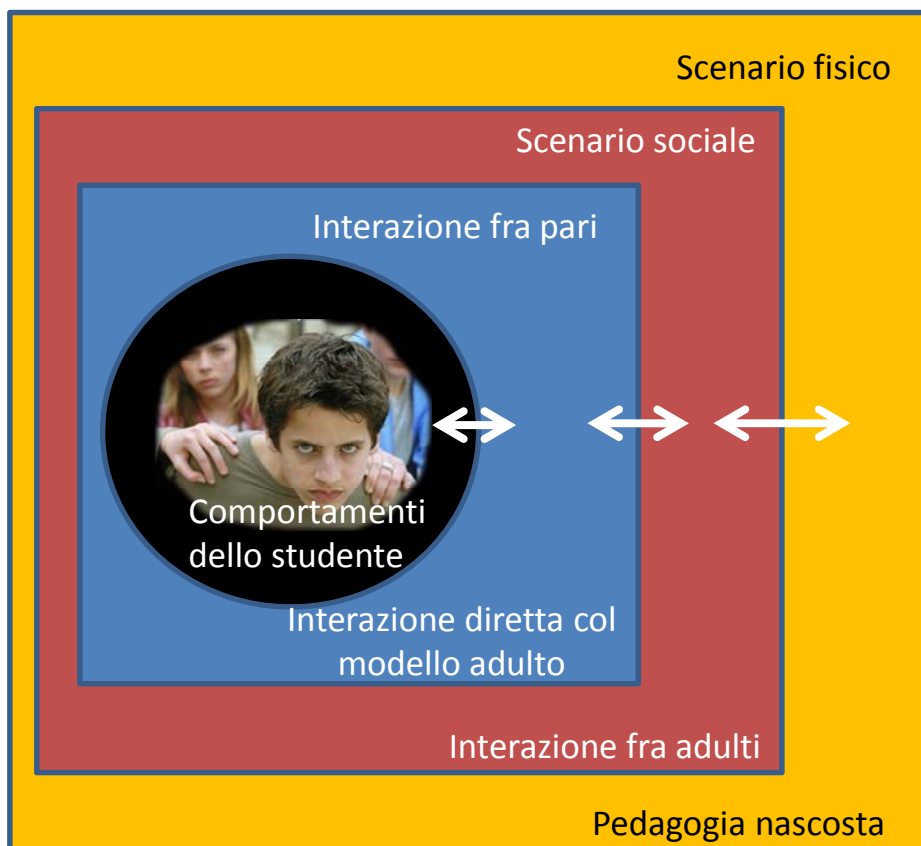 Scenario fisico
Scenario sociale
Interazione fra pari
Comportamenti
dello studente
Interazione diretta col
modello adulto
Interazione fra adulti
Pedagogia nascosta